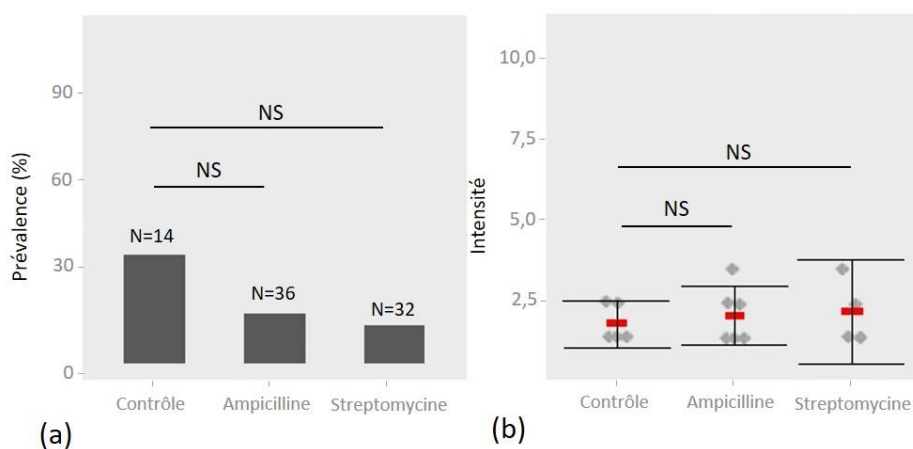 Prévalence (%)
90
60
30
0
NS
NS
N=14
N=36
N=32
Contrôle
Ampicilline
Streptomycine
(a)
Intensité
10,0
7,5
5,0
2,5
NS
NS
Contrôle
Ampicilline
Streptomycine
(b)